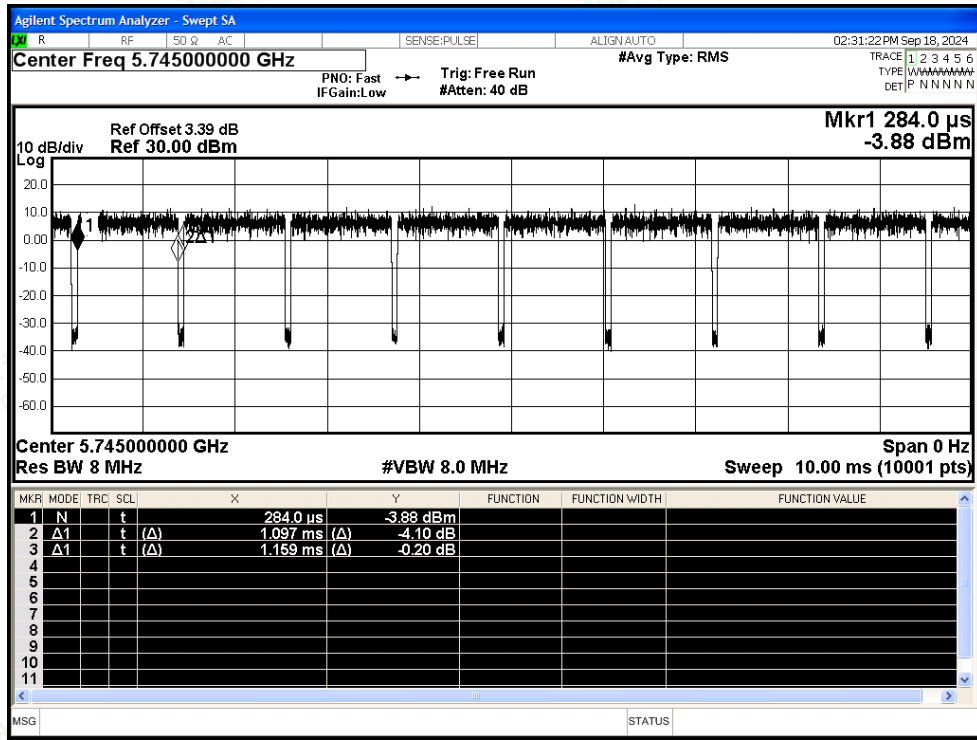 Agilent Spectrum Analyzer - Swept SA
LXI R RF 50 Ω AC SENSE:PULSE ALIGN AUTO 02:31:22 PM Sep 18, 2024
Center Freq 5.745000000 GHz
#Avg Type: RMS
TRACE 1 2 3 4 5 6
PNO: Fast Trig: Free Run
TYPE WWWWWW
IFGain:Low #Atten: 40 dB
DET P N N N N N
Mkr1 284.0 µs
Ref Offset 3.39 dB
10 dB/div Ref 30.00 dBm
-3.88 dBm
Log
20.0
10.0
1
0.00
2Δ1
-10.0
-20.0
-30.0
-40.0
-50.0
-60.0
Center 5.745000000 GHz Span 0 Hz
Res BW 8 MHz #VBW 8.0 MHz Sweep 10.00 ms (10001 pts)
MKR MODE TRC SCL X Y FUNCTION FUNCTION WIDTH FUNCTION VALUE
1 N t 284.0 µs -3.88 dBm
2 Δ1 t (Δ) 1.097 ms (Δ) -4.10 dB
3 Δ1 t (Δ) 1.159 ms (Δ) -0.20 dB
4
5
6
7
8
9
10
11
MSG STATUS